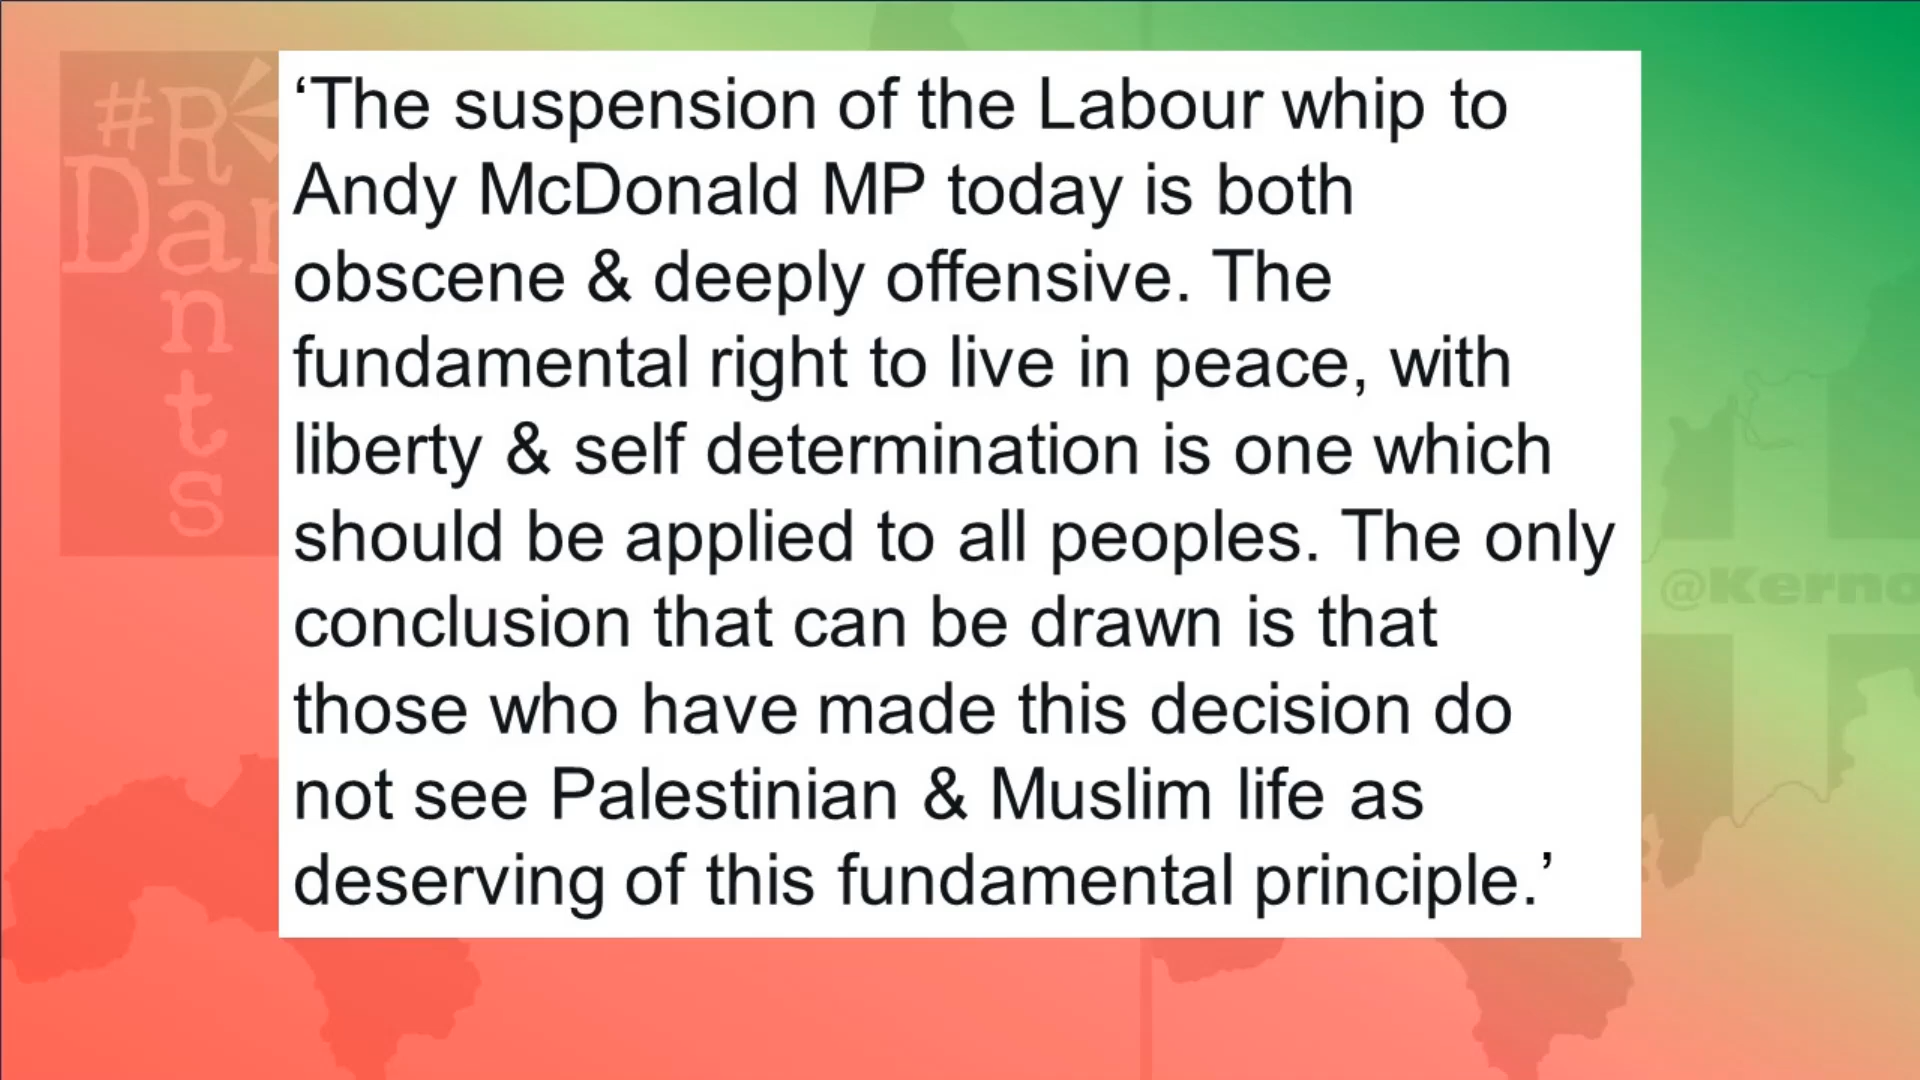 #R
Dan
n
t
s
‘The suspension of the Labour whip to
Andy McDonald MP today is both
obscene & deeply offensive. The
fundamental right to live in peace, with
liberty & self determination is one which
should be applied to all peoples. The only
conclusion that can be drawn is that
those who have made this decision do
not see Palestinian & Muslim life as
deserving of this fundamental principle.’
@Kerno